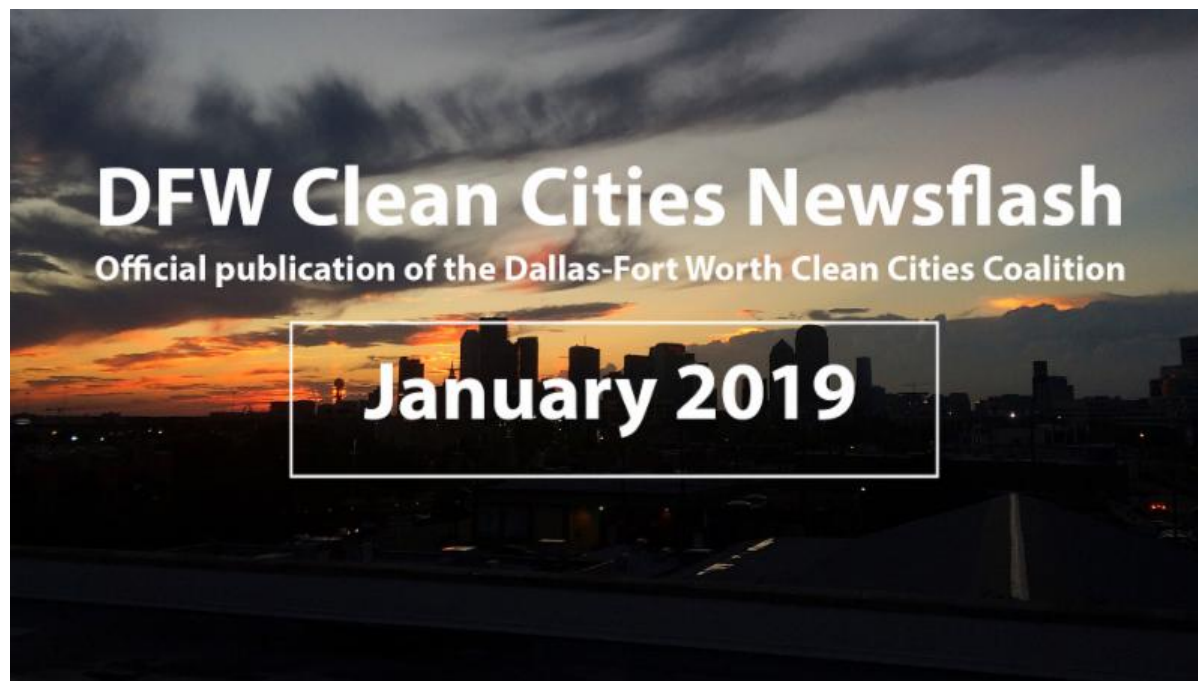 DFW Clean Cities Newsflash
Official publication of the Dallas-Fort Worth Clean Cities Coalition
January 2019